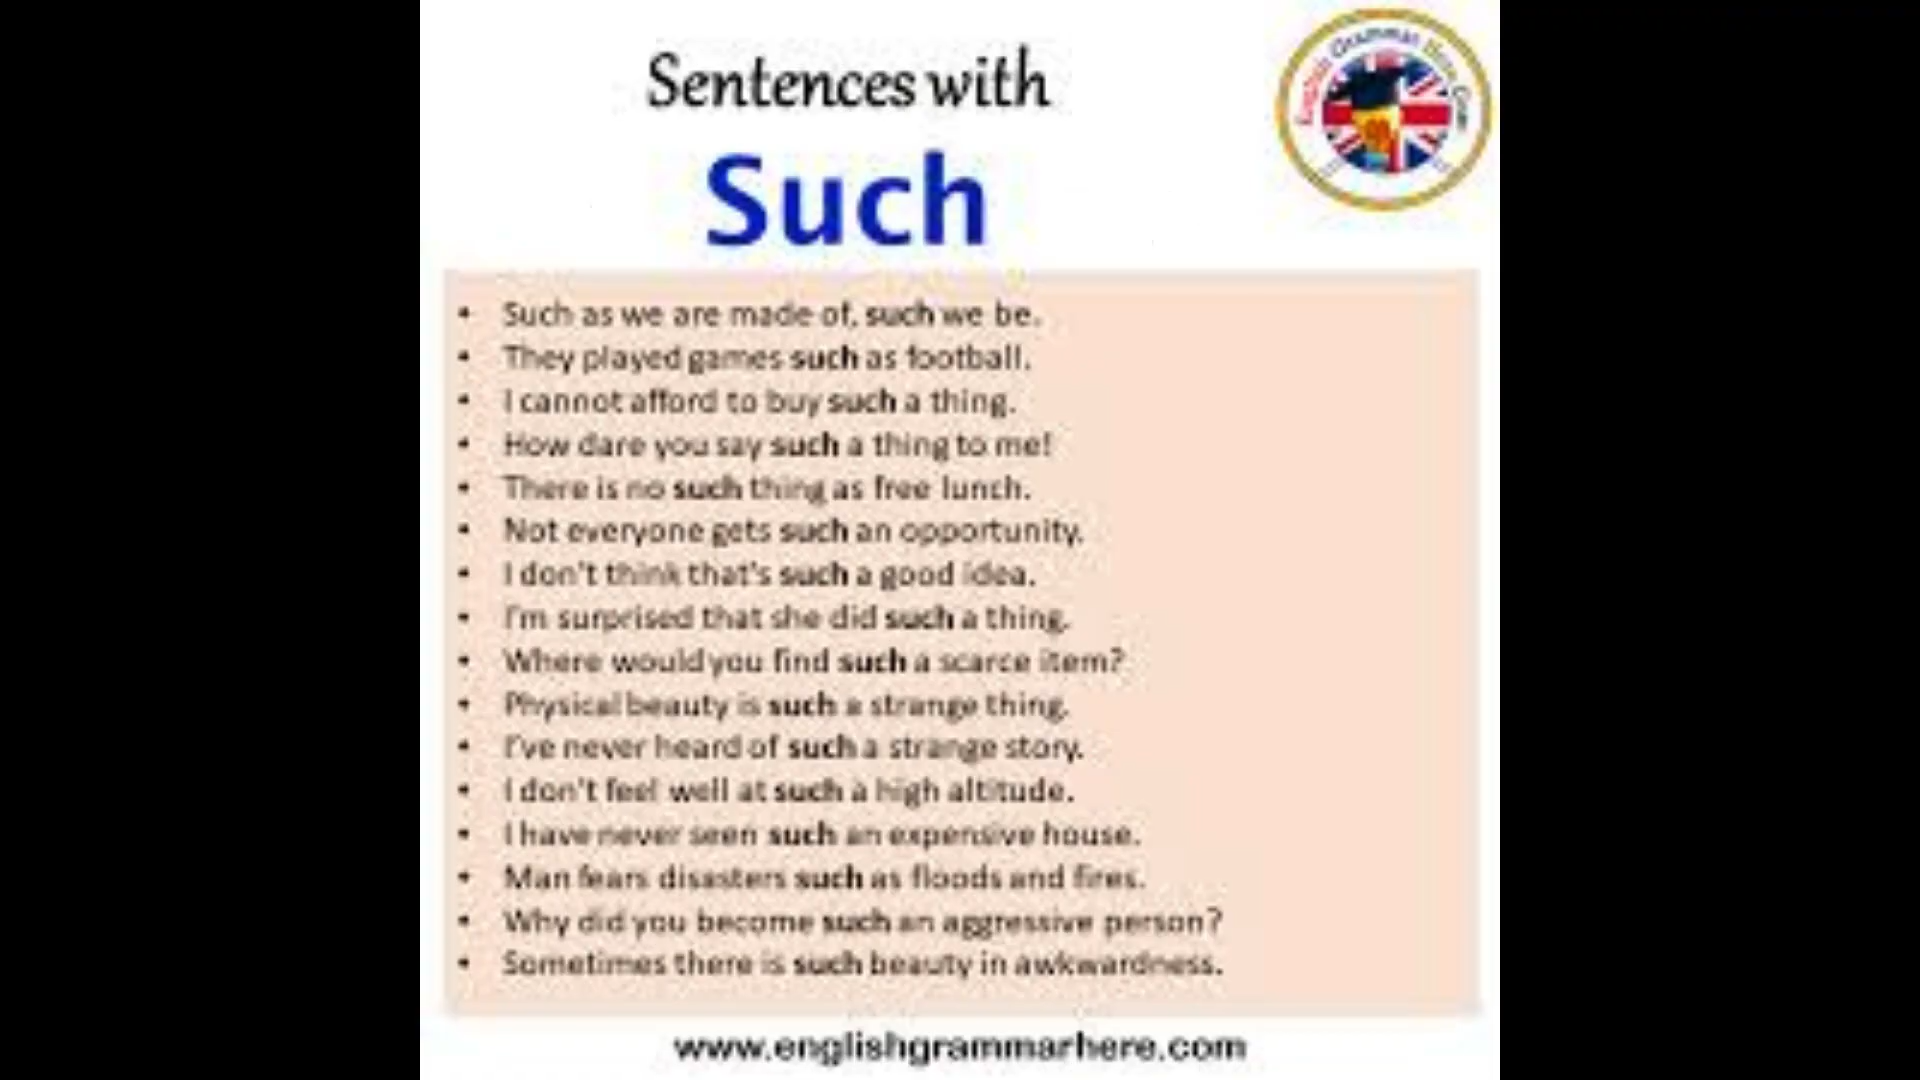 Sentences with
Such
English Grammar Here.Com
• Such as we are made of, such we be.
• They played games such as football.
• I cannot afford to buy such a thing.
• How dare you say such a thing to me!
• There is no such thing as free lunch.
• Not everyone gets such an opportunity.
• I don't think that's such a good idea.
• I'm surprised that she did such a thing.
• Where would you find such a scarce item?
• Physical beauty is such a strange thing.
• I've never heard of such a strange story.
• I don't feel well at such a high altitude.
• I have never seen such an expensive house.
• Man fears disasters such as floods and fires.
• Why did you become such an aggressive person?
• Sometimes there is such beauty in awkwardness.
www.englishgrammarhere.com